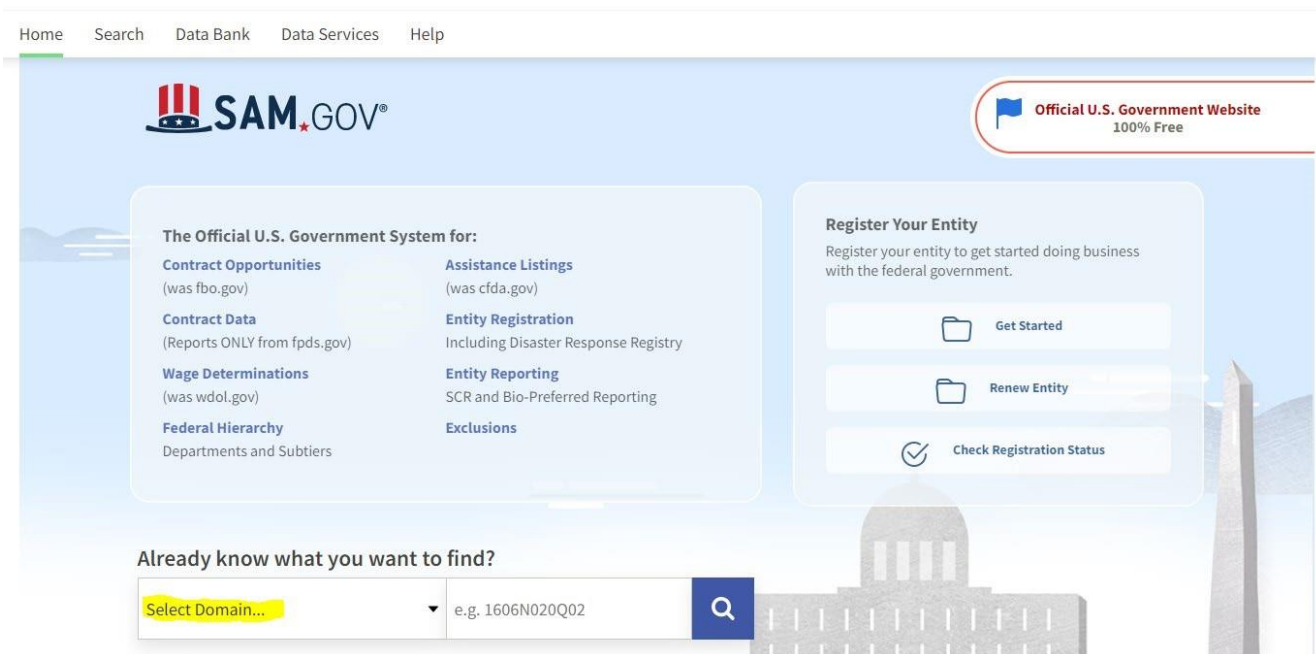 Home Search Data Bank Data Services Help
SAM.GOV®
Official U.S. Government Website
100% Free
The Official U.S. Government System for:
Contract Opportunities
(was fbo.gov)
Contract Data
(Reports ONLY from fpds.gov)
Wage Determinations
(was wdol.gov)
Federal Hierarchy
Departments and Subtiers
Assistance Listings
(was cfda.gov)
Entity Registration
Including Disaster Response Registry
Entity Reporting
SCR and Bio-Preferred Reporting
Exclusions
Register Your Entity
Register your entity to get started doing business
with the federal government.
Get Started
Renew Entity
Check Registration Status
Already know what you want to find?
Select Domain...
e.g. 1606N020Q02